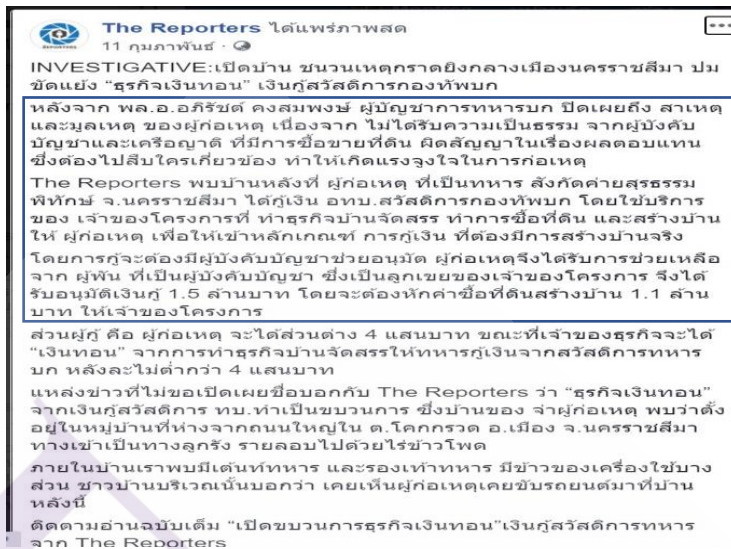 The Reporters ได้แพร่ภาพสด
11 กุมภาพันธ์ ·
INVESTIGATIVE:เปิดบ้าน ชนวนเหตุกราดยิงกลางเมืองนครราชสีมา ปม
ขัดแย้ง “ธุรกิจเงินทอน” เงินกู้สวัสดิการกองทัพบก
หลังจาก พล.อ.อภิรัชต์ คงสมพงษ์ ผู้บัญชาการทหารบก ปิดเผยถึง สาเหตุ
และมูลเหตุ ของผู้ก่อเหตุ เนื่องจาก ไม่ได้รับความเป็นธรรม จากผู้บังคับ
บัญชาและเครือญาติ ที่มีการซื้อขายที่ดิน ผิดสัญญาในเรื่องผลตอบแทน
ซึ่งต้องไปสืบใครเกี่ยวข้อง ทำให้เกิดแรงจูงใจในการก่อเหตุ
The Reporters พบบ้านหลังที่ ผู้ก่อเหตุ ที่เป็นทหาร สังกัดค่ายสุรธรรม
พิทักษ์ จ.นครราชสีมา ได้กู้เงิน อทบ.สวัสดิการกองทัพบก โดยใช้บริการ
ของ เจ้าของโครงการที่ ทำธุรกิจบ้านจัดสรร ทำการซื้อที่ดิน และสร้างบ้าน
ให้ ผู้ก่อเหตุ เพื่อให้เข้าหลักเกณฑ์ การกู้เงิน ที่ต้องมีการสร้างบ้านจริง
โดยการกู้จะต้องมีผู้บังคับบัญชาช่วยอนุมัติ ผู้ก่อเหตุจึงได้รับการช่วยเหลือ
จาก ผู้พัน ที่เป็นผู้บังคับบัญชา ซึ่งเป็นลูกเขยของเจ้าของโครงการ จึงได้
รับอนุมัติเงินกู้ 1.5 ล้านบาท โดยจะต้องหักค่าซื้อที่ดินสร้างบ้าน 1.1 ล้าน
บาท ให้เจ้าของโครงการ
ส่วนผู้กู้ คือ ผู้ก่อเหตุ จะได้ส่วนต่าง 4 แสนบาท ขณะที่เจ้าของธุรกิจจะได้
“เงินทอน” จากการทำธุรกิจบ้านจัดสรรให้ทหารกู้เงินจากสวัสดิการทหาร
บก หลังละไม่ต่ำกว่า 4 แสนบาท
แหล่งข่าวที่ไม่ขอเปิดเผยชื่อบอกกับ The Reporters ว่า “ธุรกิจเงินทอน”
จากเงินกู้สวัสดิการ ทบ.ทำเป็นขบวนการ ซึ่งบ้านของ จ่าผู้ก่อเหตุ พบว่าตั้ง
อยู่ในหมู่บ้านที่ห่างจากถนนใหญ่ใน ต.โคกกรวด อ.เมือง จ.นครราชสีมา
ทางเข้าเป็นทางลูกรัง รายลอบไปด้วยไร่ข้าวโพด
ภายในบ้านเราพบมีเต้นท์ทหาร และรองเท้าทหาร มีข้าวของเครื่องใช้บาง
ส่วน ชาวบ้านบริเวณนั้นบอกว่า เคยเห็นผู้ก่อเหตุเคยขับรถยนต์มาที่บ้าน
หลังนี้
ติดตามอ่านฉบับเต็ม “เปิดขบวนการธุรกิจเงินทอน”เงินกู้สวัสดิการทหาร
จาก The Reporters